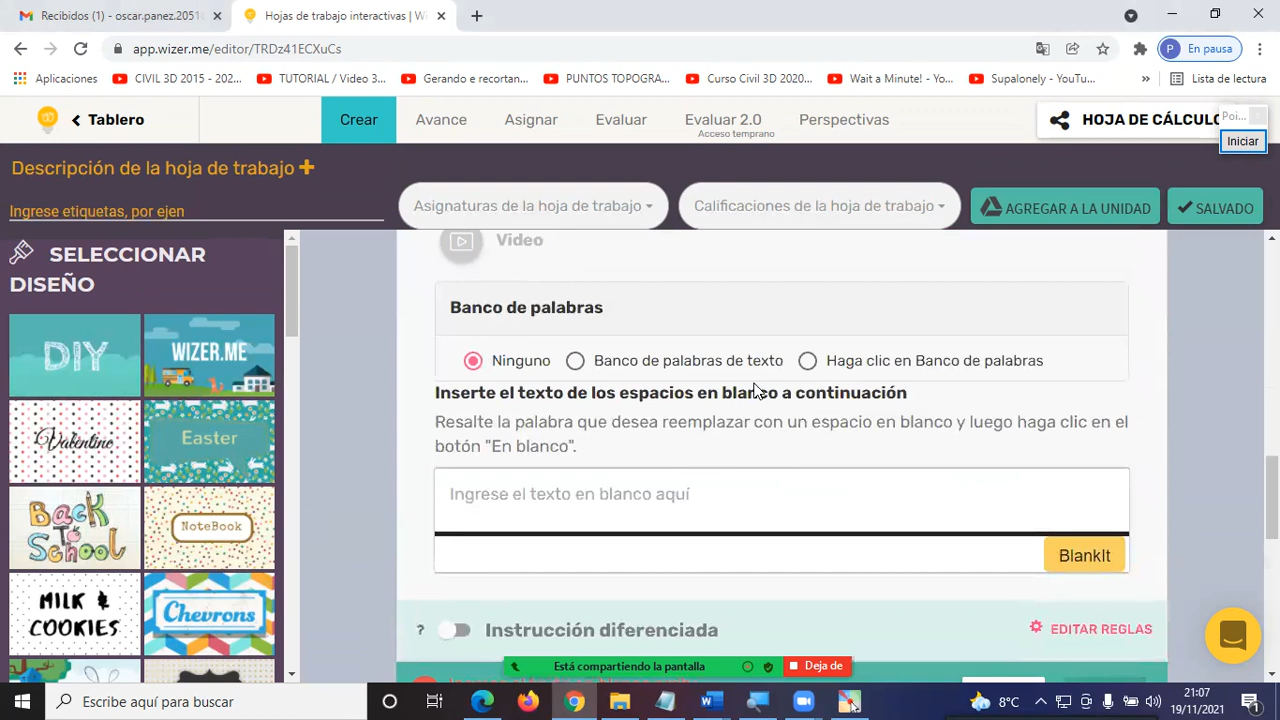 Recibidos (1) - oscar.panez.2051
Hojas de trabajo interactivas | W
app.wizer.me/editor/TRDz41ECXuCs
En pausa
Aplicaciones
CIVIL 3D 2015 - 202...
TUTORIAL / Video 3...
Gerando e recortan...
PUNTOS TOPOGRA...
Curso Civil 3D 2020...
Wait a Minute! - Yo...
Supalonely - YouTu...
Lista de lectura
Tablero
Crear
Avance
Asignar
Evaluar
Evaluar 2.0
Acceso temprano
Perspectivas
HOJA DE CÁLCULO
Poi...
Iniciar
Descripción de la hoja de trabajo +
Ingrese etiquetas, por ejen
Asignaturas de la hoja de trabajo
Calificaciones de la hoja de trabajo
AGREGAR A LA UNIDAD
SALVADO
SELECCIONAR
DISEÑO
DIY
WIZER.ME
Valentine
Easter
Back
To
School
NoteBook
MILK &
COOKIES
Chevrons
Video
Banco de palabras
Ninguno
Banco de palabras de texto
Haga clic en Banco de palabras
Inserte el texto de los espacios en blanco a continuación
Resalte la palabra que desea reemplazar con un espacio en blanco y luego haga clic en el
botón "En blanco".
Ingrese el texto en blanco aquí
BlankIt
? Instrucción diferenciada
EDITAR REGLAS
Está compartiendo la pantalla
Deja de
Escribe aquí para buscar
8°C
21:07
19/11/2021